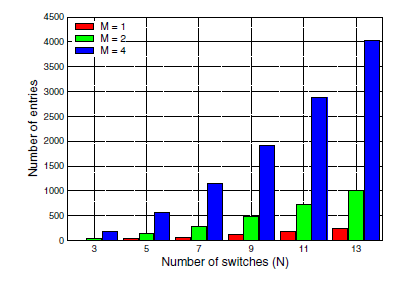 4500
4000
3500
3000
2500
2000
1500
1000
500
0
M = 1
M = 2
M = 4
Number of entries
3 5 7 9 11 13
Number of switches (N)